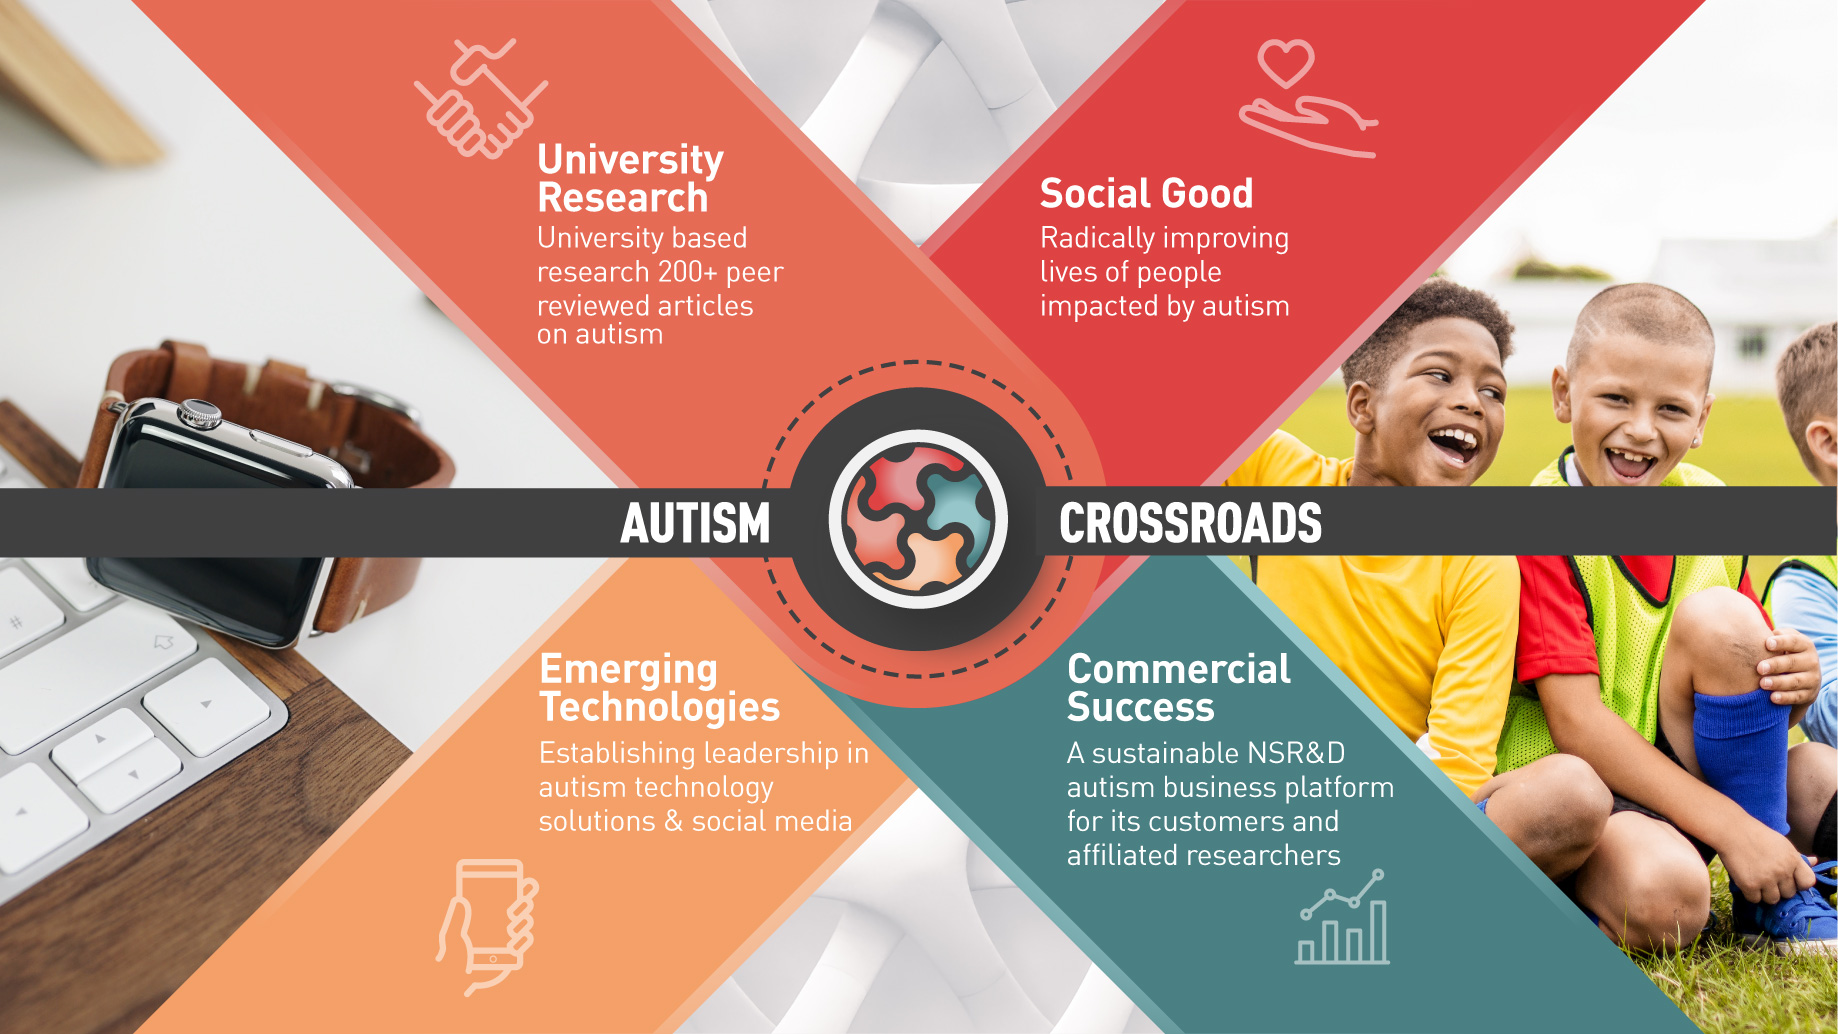 University
Research
University based
research 200+ peer
reviewed articles
on autism
Social Good
Radically improving
lives of people
impacted by autism
AUTISM CROSSROADS
Emerging
Technologies
Establishing leadership in
autism technology
solutions & social media
Commercial
Success
A sustainable NSR&D
autism business platform
for its customers and
affiliated researchers
#